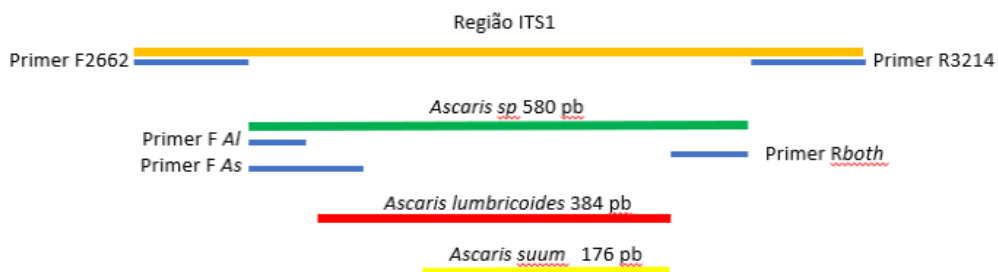 Região ITS1
Primer F2662
Primer R3214
Ascaris sp 580 pb
Primer F Al
Primer F As
Primer Rboth
Ascaris lumbricoides 384 pb
Ascaris suum 176 pb